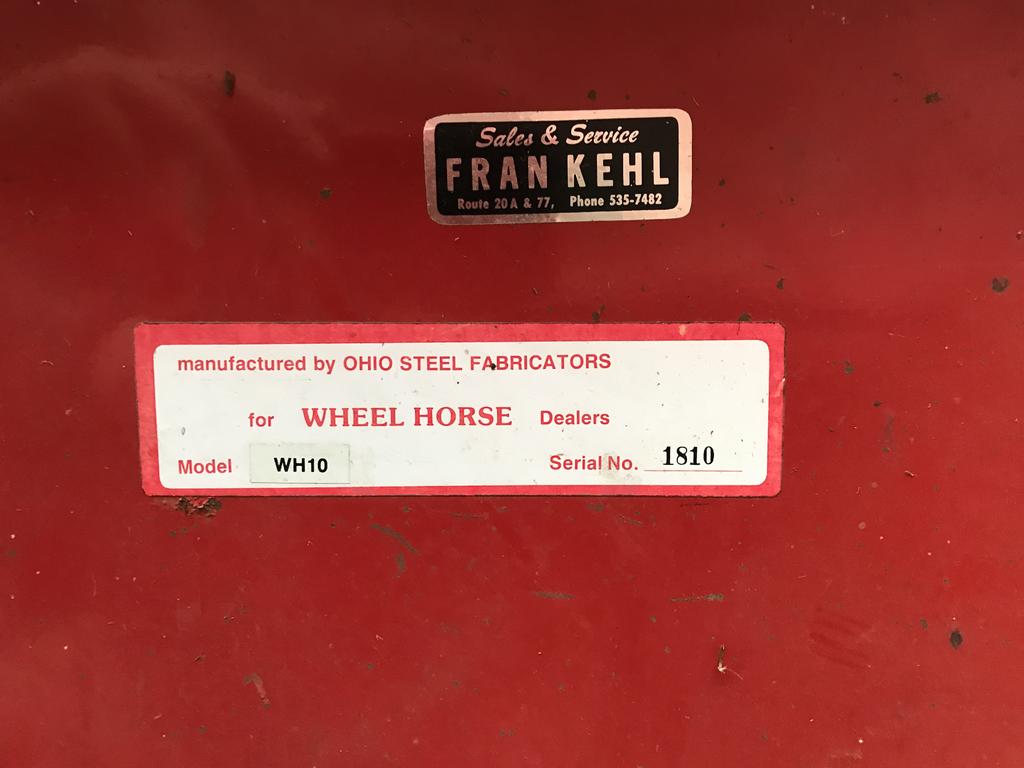 Sales & Service
FRAN KEHL
Route 20A & 77, Phone 535-7482
manufactured by OHIO STEEL FABRICATORS
for WHEEL HORSE Dealers
Model WH10 Serial No. 1810